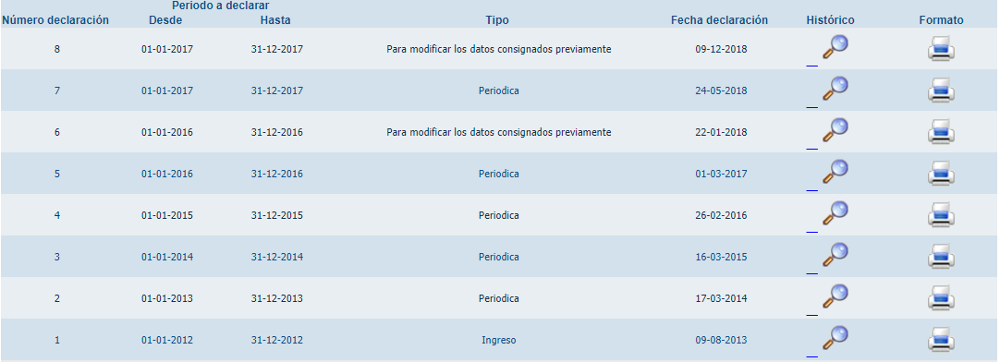 Periodo a declarar
Número declaración Desde Hasta Tipo Fecha declaración Histórico Formato
8 01-01-2017 31-12-2017 Para modificar los datos consignados previamente 09-12-2018
7 01-01-2017 31-12-2017 Periodica 24-05-2018
6 01-01-2016 31-12-2016 Para modificar los datos consignados previamente 22-01-2018
5 01-01-2016 31-12-2016 Periodica 01-03-2017
4 01-01-2015 31-12-2015 Periodica 26-02-2016
3 01-01-2014 31-12-2014 Periodica 16-03-2015
2 01-01-2013 31-12-2013 Periodica 17-03-2014
1 01-01-2012 31-12-2012 Ingreso 09-08-2013